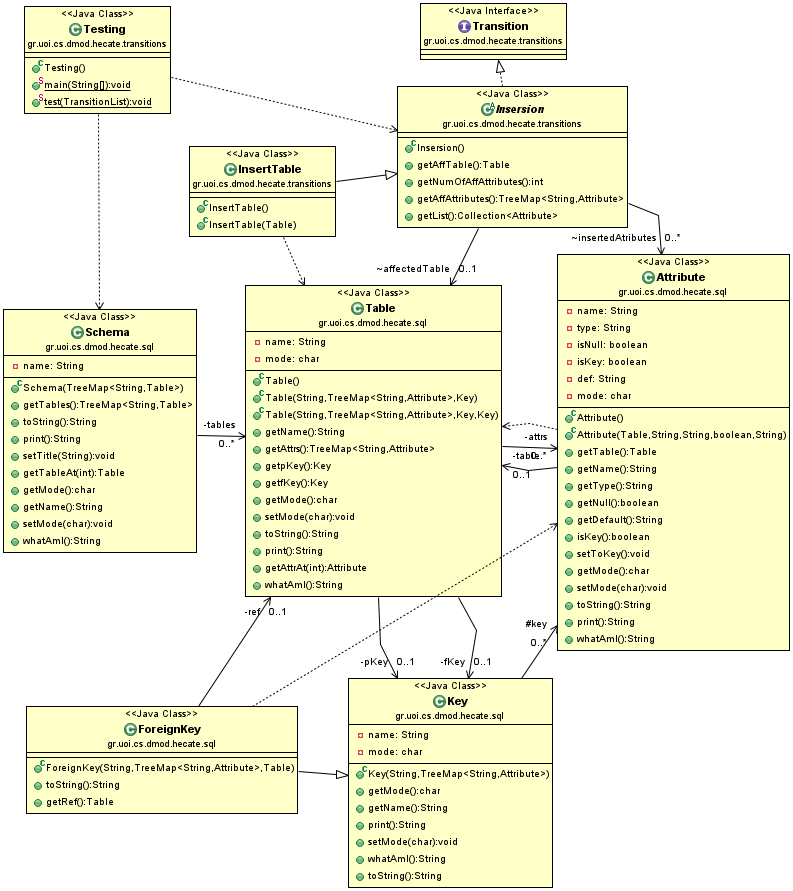 <<Java Class>>
Testing
gr.uoi.cs.dmod.hecate.transitions
Testing()
main(String[]):void
test(TransitionList):void
<<Java Interface>>
Transition
gr.uoi.cs.dmod.hecate.transitions
<<Java Class>>
Insersion
gr.uoi.cs.dmod.hecate.transitions
Insersion()
getAffTable():Table
getNumOfAffAttributes():int
getAffAttributes():TreeMap<String,Attribute>
getList():Collection<Attribute>
<<Java Class>>
InsertTable
gr.uoi.cs.dmod.hecate.transitions
InsertTable()
InsertTable(Table)
~insertedAtributes 0..*
~affectedTable 0..1
<<Java Class>>
Attribute
gr.uoi.cs.dmod.hecate.sql
name: String
type: String
isNull: boolean
isKey: boolean
def: String
mode: char
Attribute()
Attribute(Table,String,String,boolean,String)
getTable():Table
getName():String
getType():String
getNull():boolean
getDefault():String
isKey():boolean
setToKey():void
getMode():char
setMode(char):void
toString():String
print():String
whatAmI():String
<<Java Class>>
Table
gr.uoi.cs.dmod.hecate.sql
name: String
mode: char
Table()
Table(String,TreeMap<String,Attribute>,Key)
Table(String,TreeMap<String,Attribute>,Key,Key)
getName():String
getAttrs():TreeMap<String,Attribute>
getpKey():Key
getfKey():Key
getMode():char
setMode(char):void
toString():String
print():String
getAttrAt(int):Attribute
whatAmI():String
<<Java Class>>
Schema
gr.uoi.cs.dmod.hecate.sql
name: String
Schema(TreeMap<String,Table>)
getTables():TreeMap<String,Table>
toString():String
print():String
setTitle(String):void
getTableAt(int):Table
getMode():char
getName():String
setMode(char):void
whatAmI():String
-tables
0..*
-attrs
-table
0..*
0..1
-ref 0..1
#key
0..*
-pKey 0..1
-fKey 0..1
<<Java Class>>
ForeignKey
gr.uoi.cs.dmod.hecate.sql
ForeignKey(String,TreeMap<String,Attribute>,Table)
toString():String
getRef():Table
<<Java Class>>
Key
gr.uoi.cs.dmod.hecate.sql
name: String
mode: char
Key(String,TreeMap<String,Attribute>)
getMode():char
getName():String
print():String
setMode(char):void
whatAmI():String
toString():String